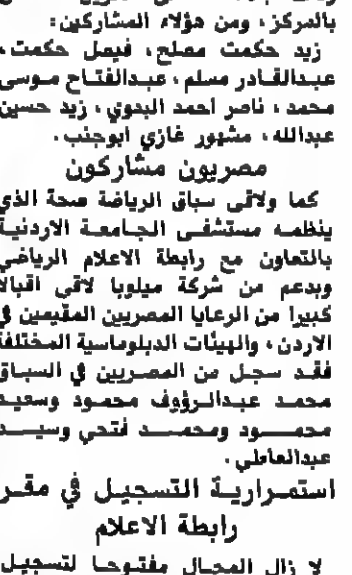 بالمركز، ومن هؤلاء المشاركين:
زيد حكمت مصلح، فيصل حكمت،
عبدالقادر مسلم، عبدالفتاح موسى
محمد، ناصر احمد البدوي، زيد حسين
عبدالله، مشهور غازي ابوجنب.
مصريون مشاركون
كما ولاقى سباق الرياضة صحة الذي
ينظمه مستشفى الجامعة الاردنية
بالتعاون مع رابطة الاعلام الرياضي
وبدعم من شركة ميلوبا لاقى اقبالا
كبيرا من الرعايا المصريين المقيمين في
الاردن، والهيئات الدبلوماسية المختلفة
فقد سجل من المصريين في السباق
محمد عبدالرؤوف محمود وسعيد
محمود ومحمد فتحي وسيد
عبدالعاطي.
استمرارية التسجيل في مقر
رابطة الاعلام
لا زال المجال مفتوحا لتسجيل